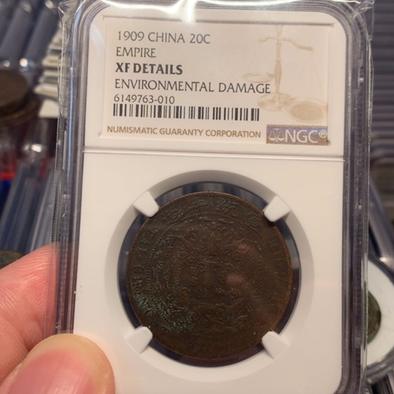 1909 CHINA 20C
EMPIRE
XF DETAILS
ENVIRONMENTAL DAMAGE
6149763-010
NUMISMATIC GUARANTY CORPORATION NGC